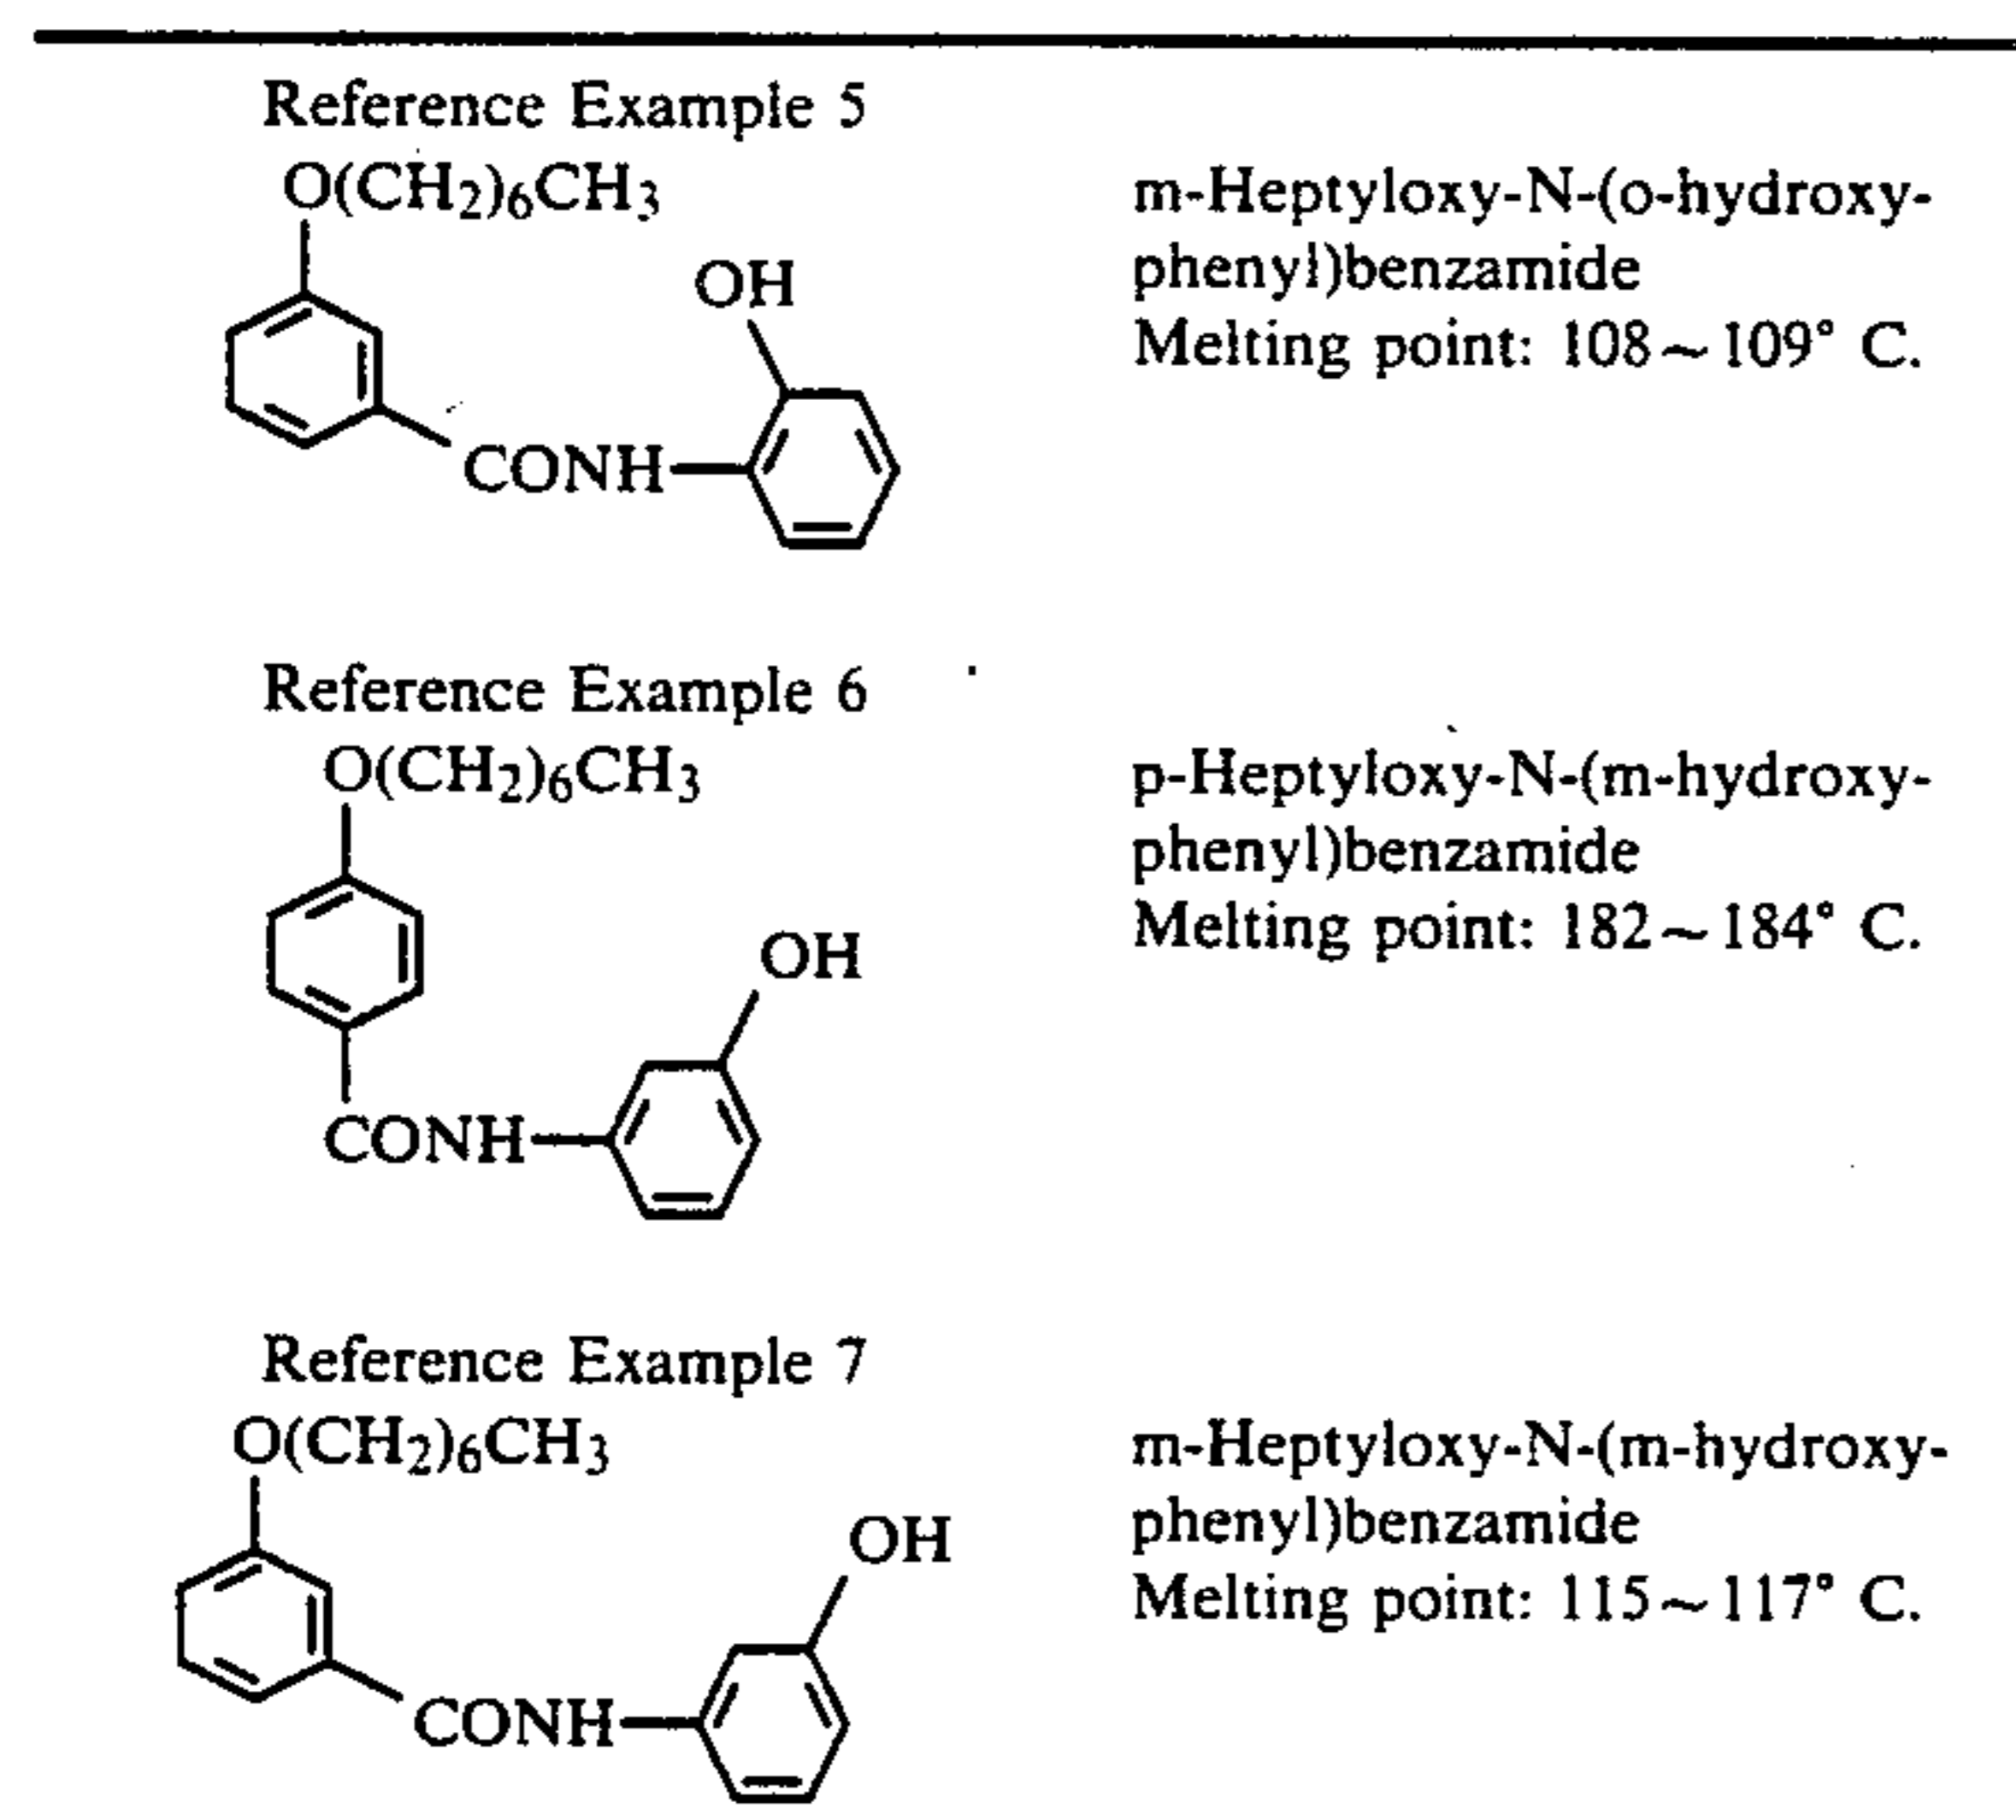 Reference Example 5
O(CH2)6CH3
OH
CONH
m-Heptyloxy-N-(o-hydroxy-
phenyl)benzamide
Melting point: 108~109° C.
Reference Example 6
O(CH2)6CH3
OH
CONH
p-Heptyloxy-N-(m-hydroxy-
phenyl)benzamide
Melting point: 182~184° C.
Reference Example 7
O(CH2)6CH3
OH
CONH
m-Heptyloxy-N-(m-hydroxy-
phenyl)benzamide
Melting point: 115~117° C.